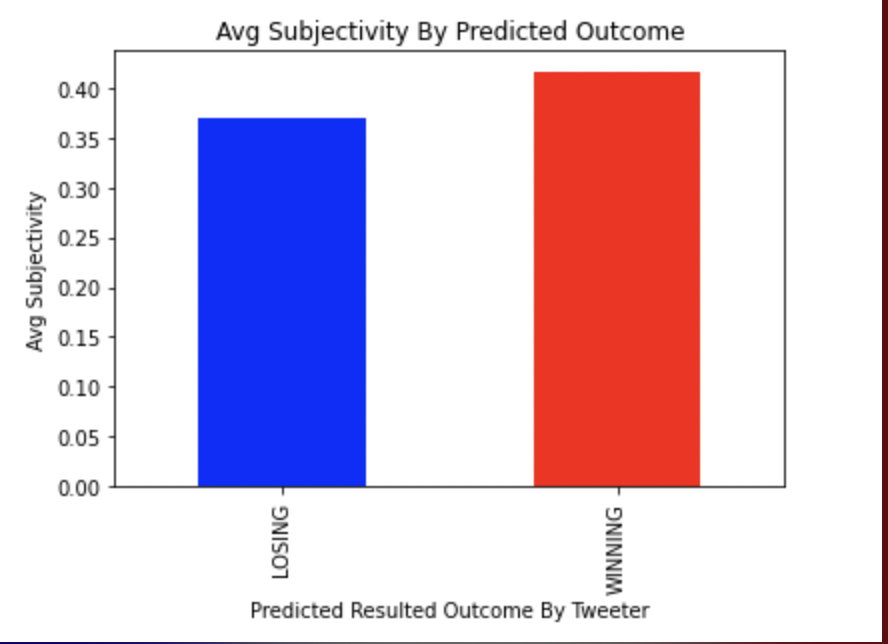 Avg Subjectivity By Predicted Outcome
Avg Subjectivity
0.40
0.35
0.30
0.25
0.20
0.15
0.10
0.05
0.00
LOSING
WINNING
Predicted Resulted Outcome By Tweeter